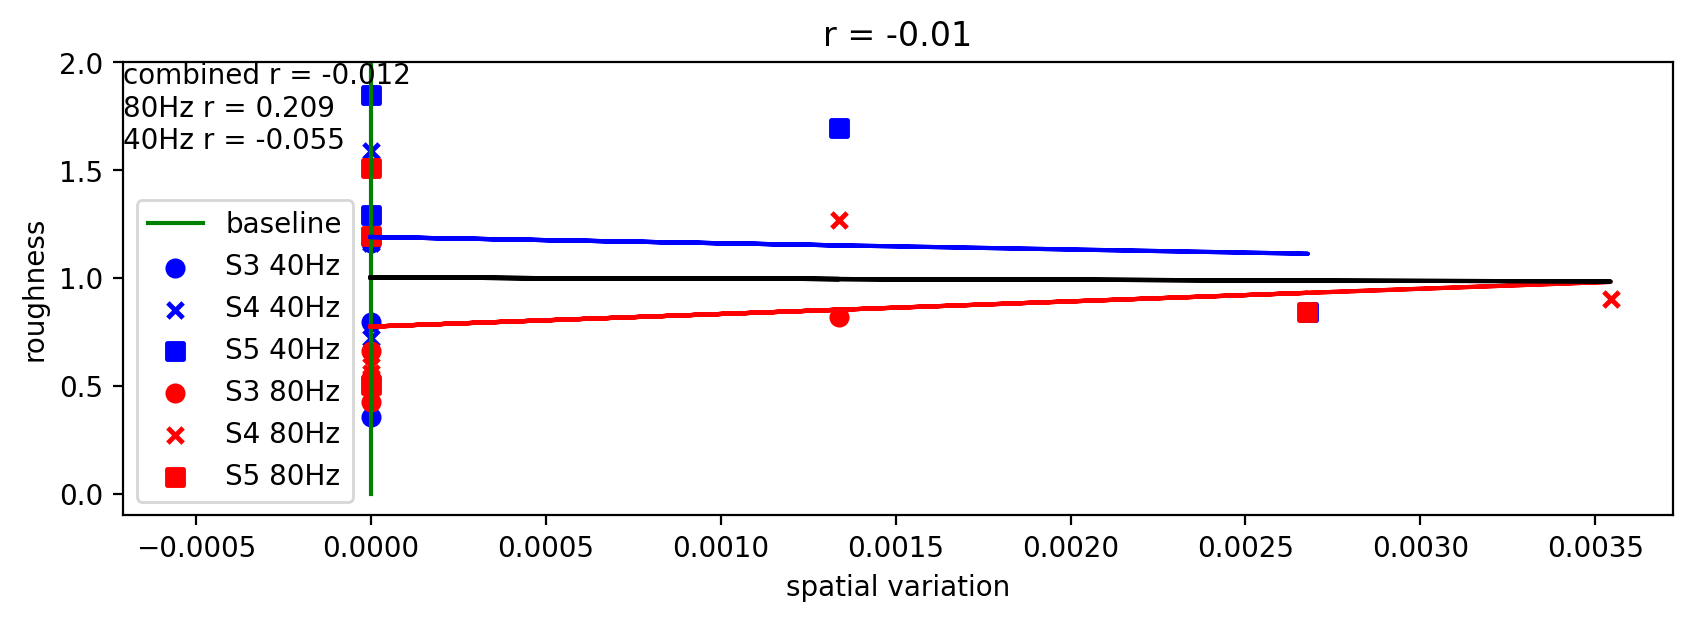 r = -0.01
combined r = -0.012
80Hz r = 0.209
40Hz r = -0.055
baseline
S3 40Hz
S4 40Hz
S5 40Hz
S3 80Hz
S4 80Hz
S5 80Hz
roughness
2.0
1.5
1.0
0.5
0.0
−0.0005 0.0000 0.0005 0.0010 0.0015 0.0020 0.0025 0.0030 0.0035
spatial variation